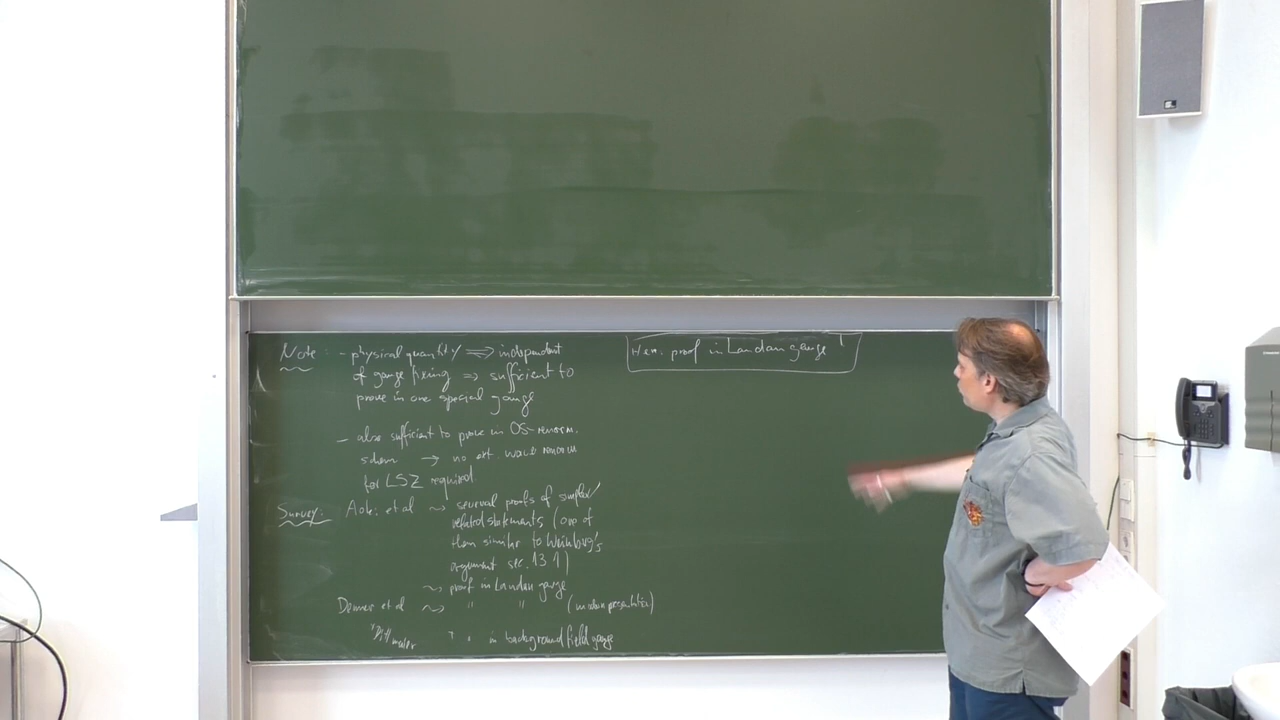 Note: - physical quantity ⟹ independent
of gauge fixing ⇒ sufficient to
prove in one special gauge
- also sufficient to prove in OS-renorm.
schem → no ext. wave renorm
for LSZ required
Survey: Aoki et al ⤳ several proofs of simpler/
related statements (one of
them similar to Weinberg's
argument sec. 13.1)
⤳ proof in Landau gauge
Denner et al ⤳ " " (modern presentation)
" in background field gauge
Here: proof in Landau gauge